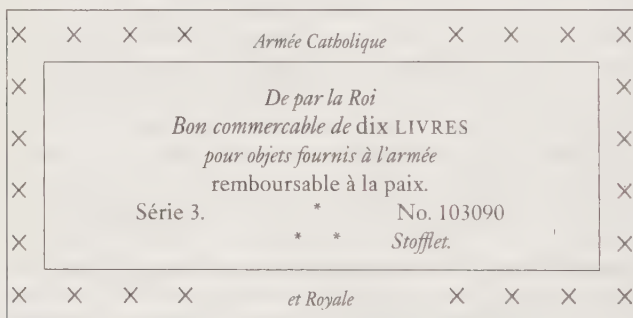 Armée Catholique
De par la Roi
Bon commercable de dix LIVRES
pour objets fournis à l'armée
remboursable à la paix.
Série 3. * No. 103090
* * Stofflet.
et Royale